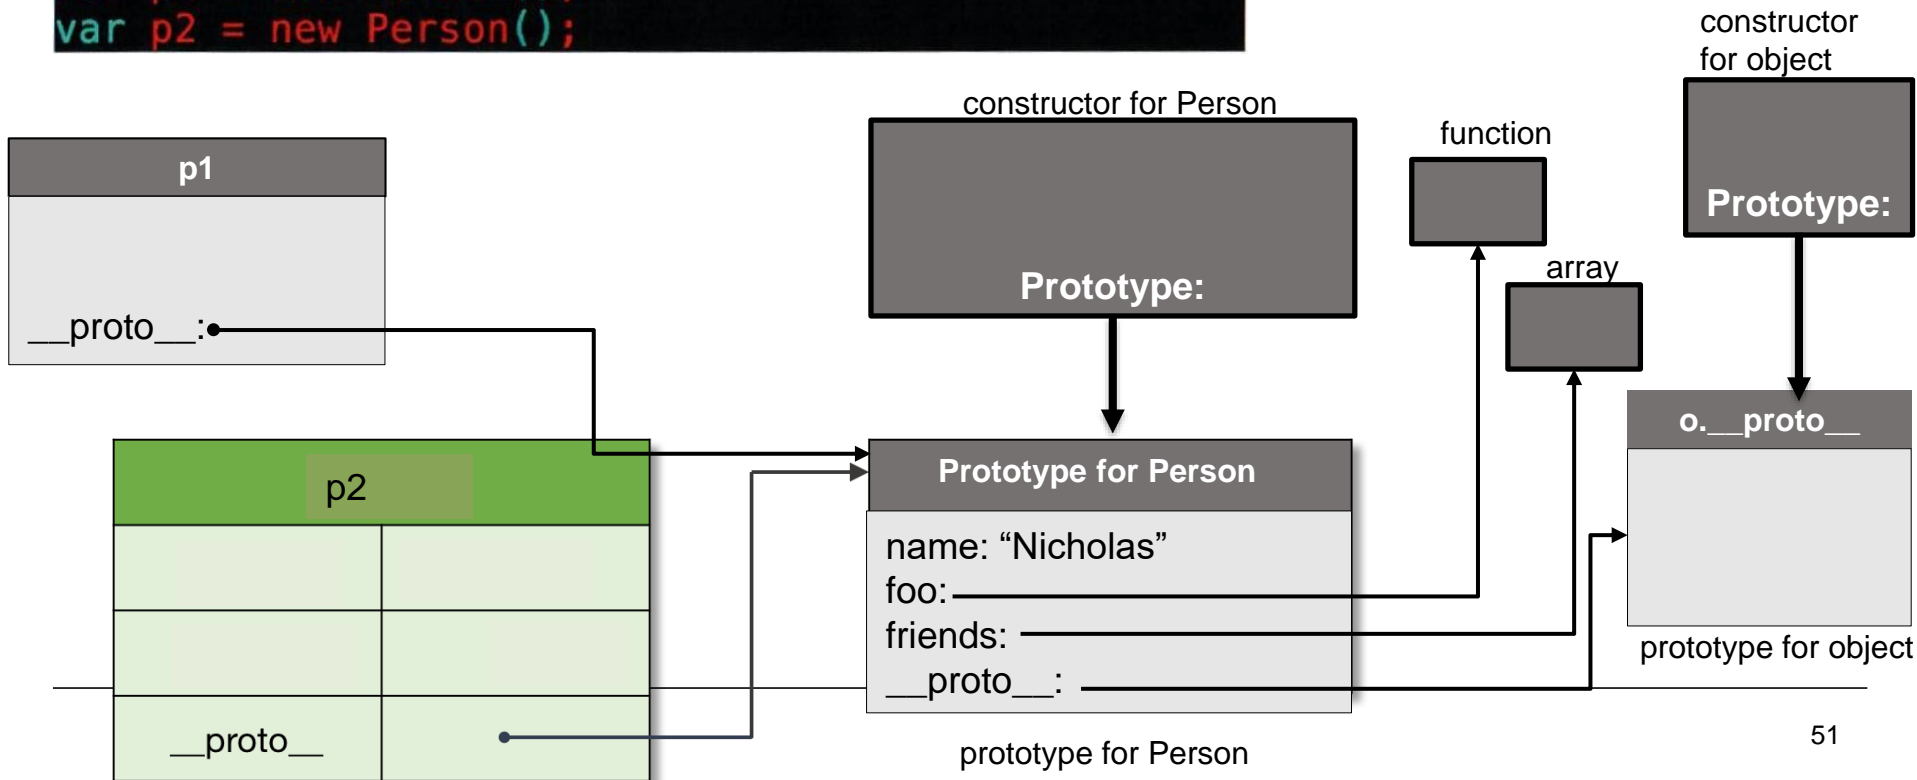 var p2 = new Person();
constructor
for object
constructor for Person
function
p1
Prototype:
Prototype:
array
__proto__:
o.__proto__
p2
Prototype for Person
name: “Nicholas”
foo:
friends:
__proto__:
prototype for object
__proto__
prototype for Person
51